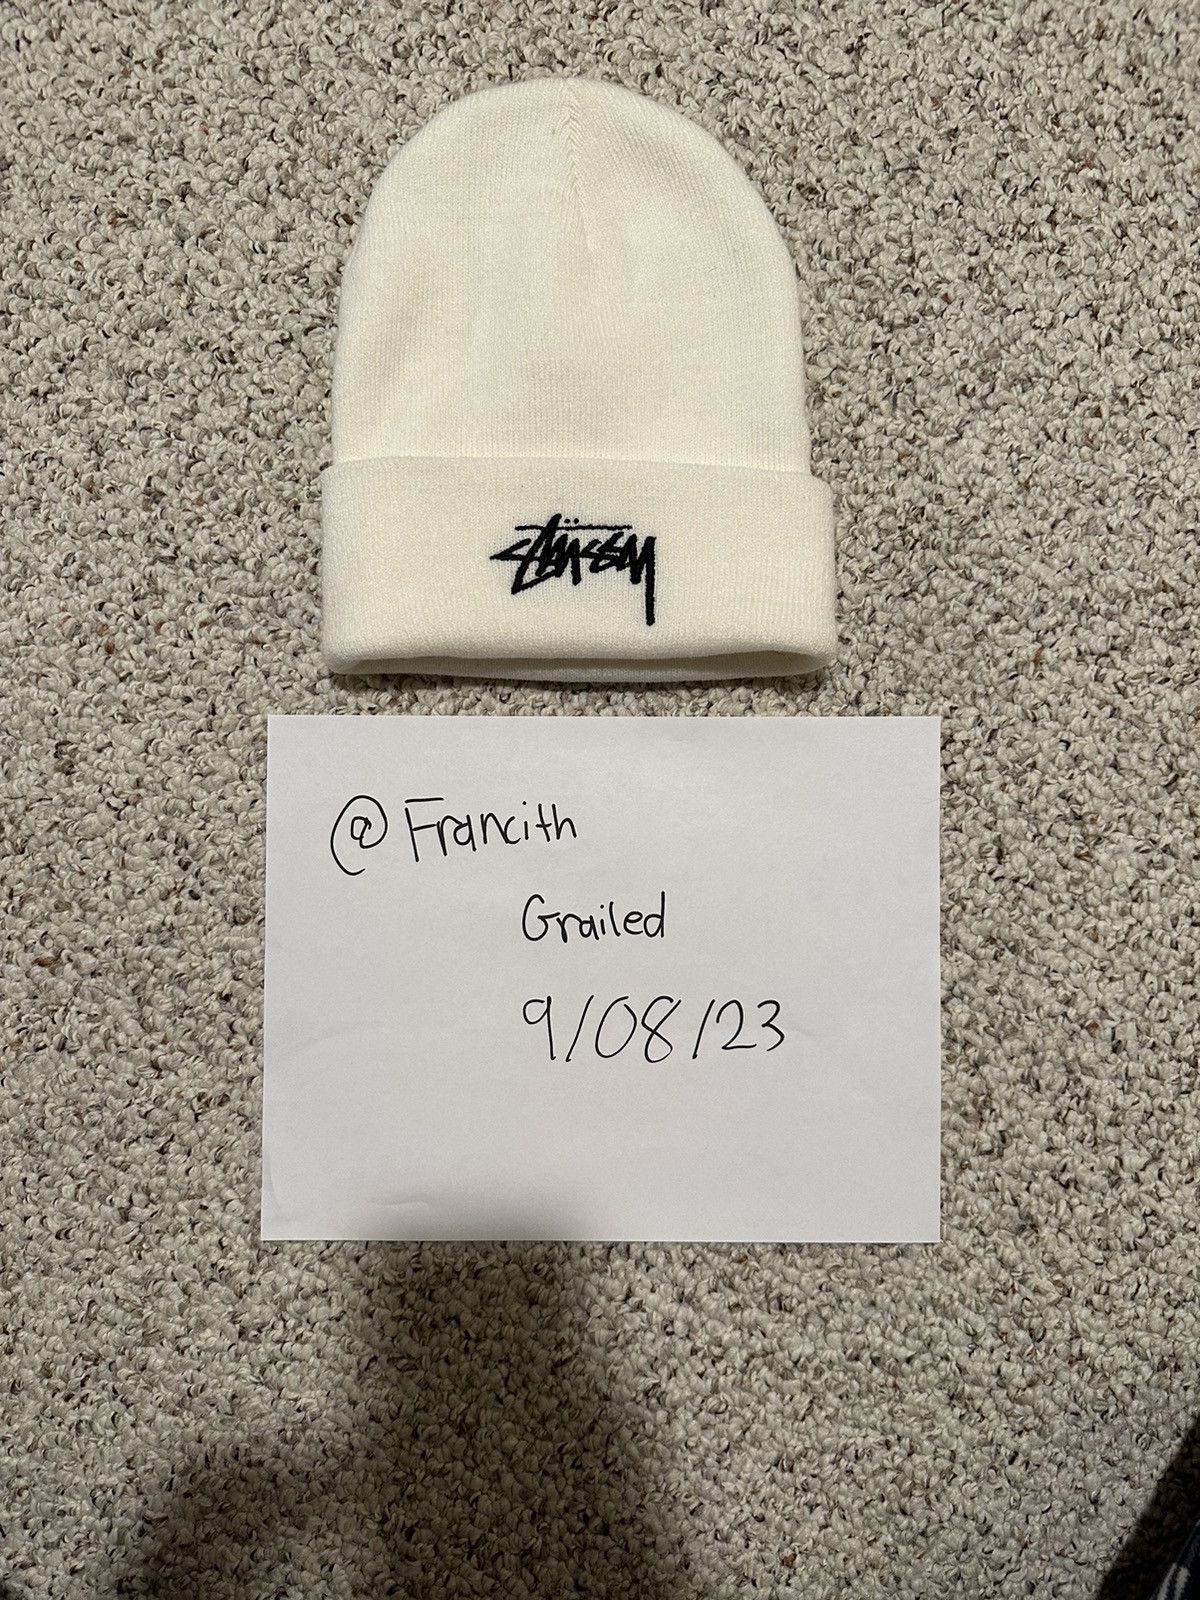 Stüssy
@Francith
Grailed
9/08/23